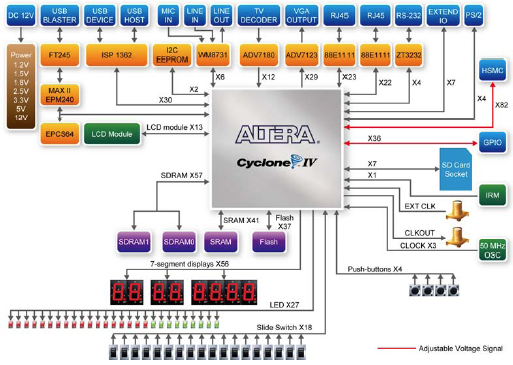 DC 12V
USB BLASTER
USB DEVICE
USB HOST
MIC IN
LINE IN
LINE OUT
TV DECODER
VGA OUTPUT
RJ45
RJ45
RS-232
EXTEND IO
PS/2
Power
1.2V
1.5V
1.8V
2.5V
3.3V
5V
12V
FT245
ISP 1362
I2C EEPROM
WM8731
ADV7180
ADV7123
88E1111
88E1111
ZT3232
HSMC
X6
X12
X29
X23
X22
X4
X7
X4
X82
X2
X30
MAX II EPM240
EPCS64
LCD Module
LCD module X13
ALTERA
Cyclone IV
X36
GPIO
X7
SD Card Socket
X1
IRM
EXT CLK
CLKOUT
CLOCK X3
50 MHz OSC
SDRAM X57
SRAM X41
Flash X37
SDRAM1
SDRAM0
SRAM
Flash
7-segment displays X56
Push-buttons X4
LED X27
Slide Switch X18
Adjustable Voltage Signal